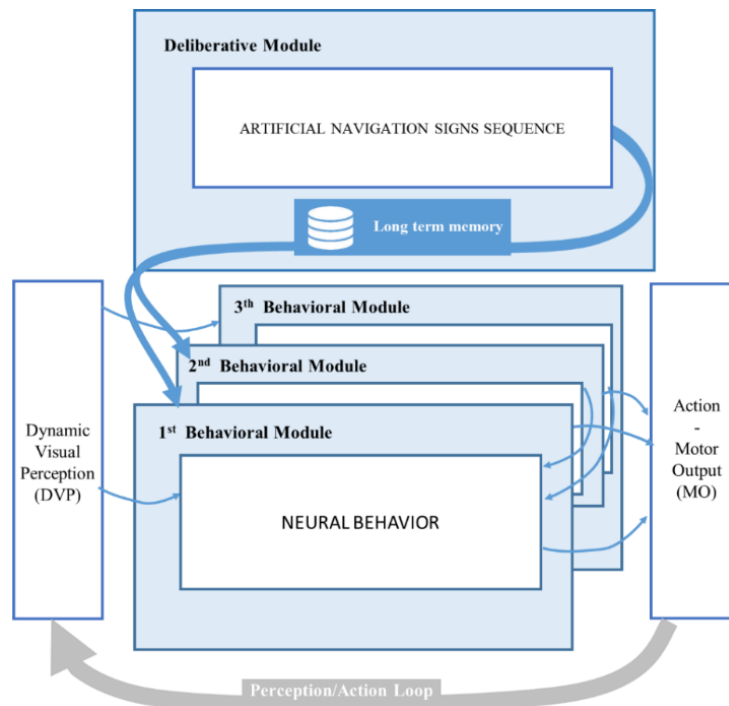 Deliberative Module
ARTIFICIAL NAVIGATION SIGNS SEQUENCE
Long term memory
3th Behavioral Module
2nd Behavioral Module
1st Behavioral Module
NEURAL BEHAVIOR
Dynamic
Visual
Perception
(DVP)
Action
-
Motor
Output
(MO)
Perception/Action Loop